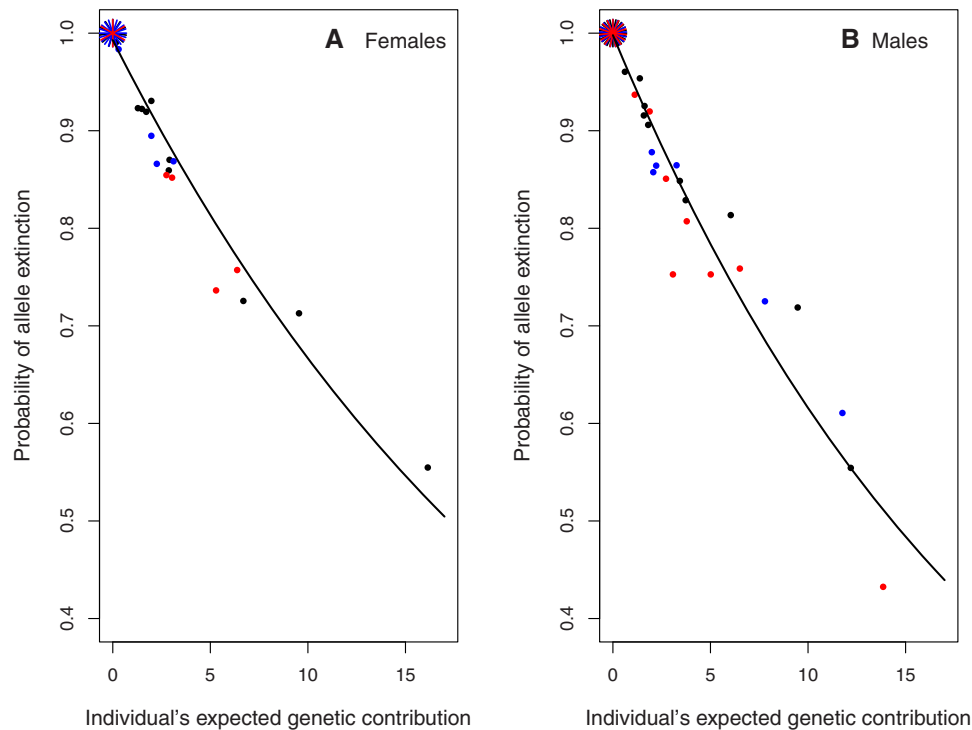 A Females
Probability of allele extinction
1.0
0.9
0.8
0.7
0.6
0.5
0.4
0 5 10 15
Individual's expected genetic contribution
B Males
Probability of allele extinction
1.0
0.9
0.8
0.7
0.6
0.5
0.4
0 5 10 15
Individual's expected genetic contribution